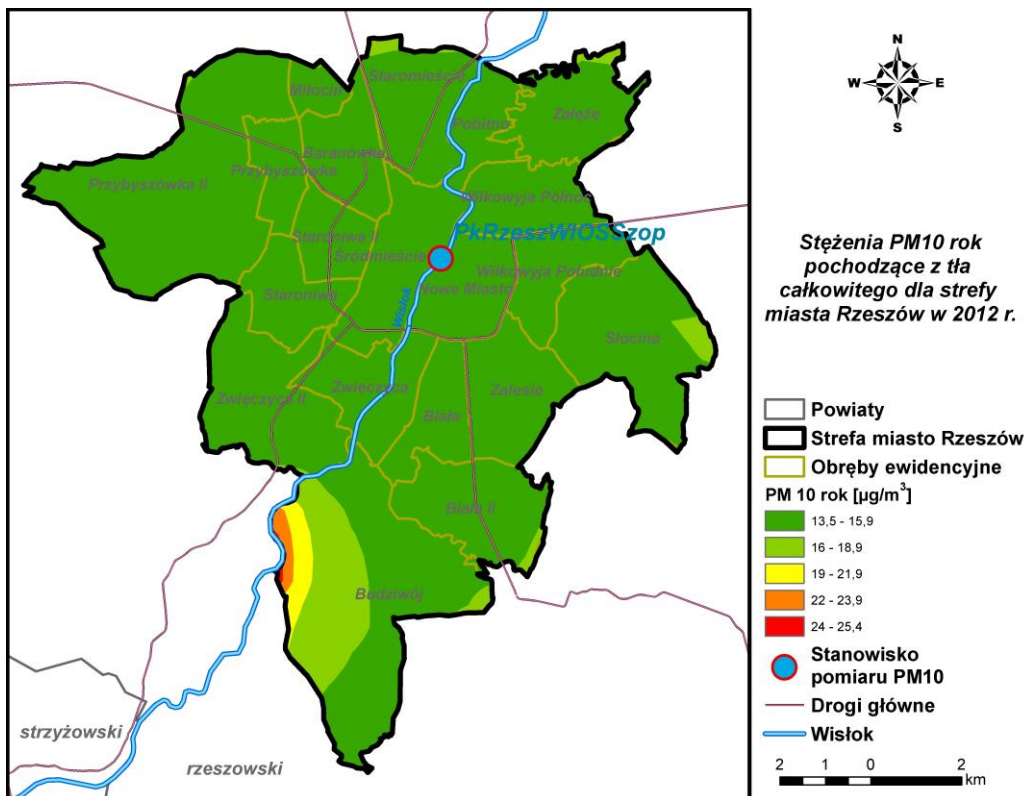 Staromieście
Miłocin
Załęże
Pobitno
Baranówka
Przybyszówka
Przybyszówka II
Wilkowyja Północ
PkRzeszWIOSSzop
Staroniwa II
Śródmieście
Wilkowyja Południe
Nowe Miasto
Staroniwa
Wisłok
Słocina
Zwięczyca
Zalesie
Zwięczyca II
Biała
Biała II
Budziwój
strzyżowski
rzeszowski
N
W E
S
Stężenia PM10 rok
pochodzące z tła
całkowitego dla strefy
miasta Rzeszów w 2012 r.
Powiaty
Strefa miasto Rzeszów
Obręby ewidencyjne
PM 10 rok [µg/m³]
13,5 - 15,9
16 - 18,9
19 - 21,9
22 - 23,9
24 - 25,4
Stanowisko
pomiaru PM10
Drogi główne
Wisłok
2 1 0 2
km